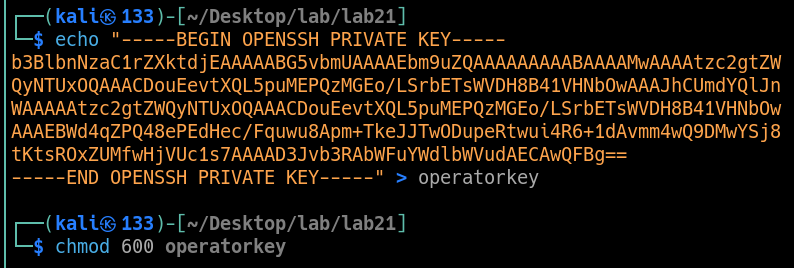 ┌──(kali㉿133)-[~/Desktop/lab/lab21]
└─$ echo "-----BEGIN OPENSSH PRIVATE KEY-----
b3BlbnNzaC1rZXktdjEAAAAABG5vbmUAAAAEbm9uZQAAAAAAAAABAAAAMwAAAAtzc2gtZW
QyNTUxOQAAACDouEevtXQL5puMEPQzMGEo/LSrbETsWVDH8B41VHNbOwAAAJhCUmdYQlJn
WAAAAAtzc2gtZWQyNTUxOQAAACDouEevtXQL5puMEPQzMGEo/LSrbETsWVDH8B41VHNbOw
AAAEBWd4qZPQ48ePEdHec/Fquwu8Apm+TkeJJTwODupeRtwui4R6+1dAvmm4wQ9DMwYSj8
tKtsROxZUMfwHjVUc1s7AAAAD3Jvb3RAbWFuYWdlbWVudAECAwQFBg==
-----END OPENSSH PRIVATE KEY-----" > operatorkey
┌──(kali㉿133)-[~/Desktop/lab/lab21]
└─$ chmod 600 operatorkey